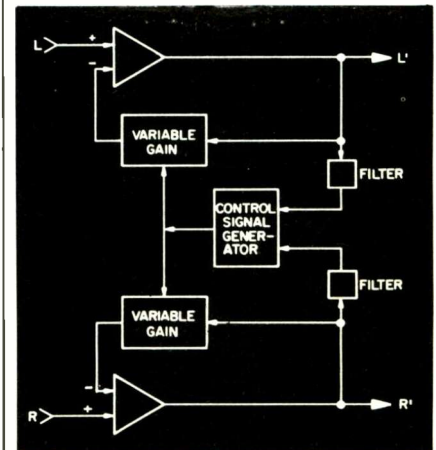 L
+
-
L'
VARIABLE
GAIN
FILTER
CONTROL
SIGNAL
GENER-
ATOR
FILTER
VARIABLE
GAIN
-
R
+
R'